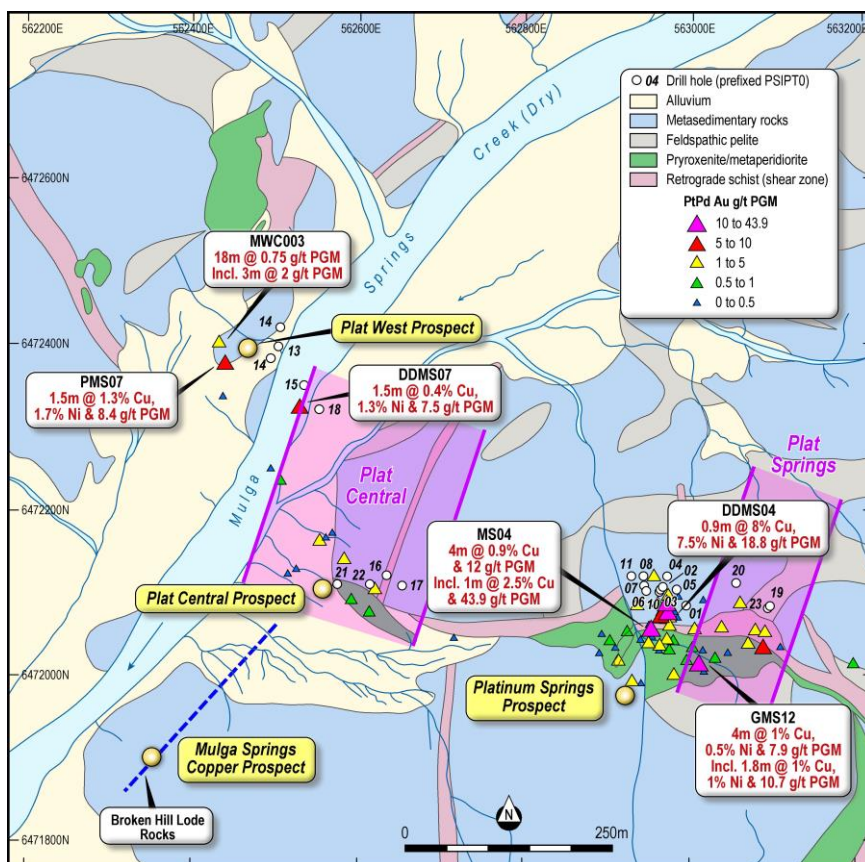 562200E
562400E
562600E
562800E
563000E
563200E
6472600N
6472400N
6472200N
6472000N
6471800N
04 Drill hole (prefixed PSIPT0)
Alluvium
Metasedimentary rocks
Feldspathic pelite
Pyroxenite/metaperidiorite
Retrograde schist (shear zone)
PtPd Au g/t PGM
10 to 43.9
5 to 10
1 to 5
0.5 to 1
0 to 0.5
Creek (Dry)
Springs
Mulga
MWC003
18m @ 0.75 g/t PGM
Incl. 3m @ 2 g/t PGM
14
13
14
Plat West Prospect
PMS07
1.5m @ 1.3% Cu,
1.7% Ni & 8.4 g/t PGM
15
18
DDMS07
1.5m @ 0.4% Cu,
1.3% Ni & 7.5 g/t PGM
Plat
Central
Plat
Springs
DDMS04
0.9m @ 8% Cu,
7.5% Ni & 18.8 g/t PGM
MS04
4m @ 0.9% Cu
& 12 g/t PGM
Incl. 1m @ 2.5% Cu
& 43.9 g/t PGM
21
22
16
17
11
08
04
02
07
05
06
10
03
01
20
23
19
Plat Central Prospect
Platinum Springs
Prospect
GMS12
4m @ 1% Cu,
0.5% Ni & 7.9 g/t PGM
Incl. 1.8m @ 1% Cu,
1% Ni & 10.7 g/t PGM
Mulga Springs
Copper Prospect
Broken Hill Lode
Rocks
N
0
250m